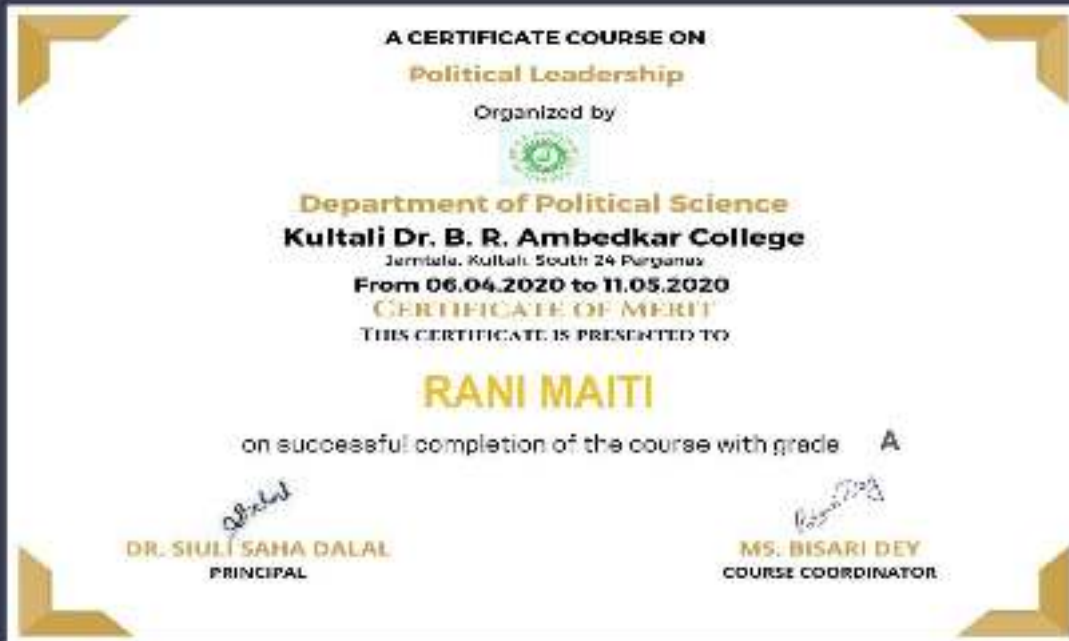 A CERTIFICATE COURSE ON
Political Leadership
Organized by
Department of Political Science
Kultali Dr. B. R. Ambedkar College
Jamtala, Kultali, South 24 Parganas
From 06.04.2020 to 11.05.2020
CERTIFICATE OF MERIT
THIS CERTIFICATE IS PRESENTED TO
RANI MAITI
on successful completion of the course with grade A
DR. SIULI SAHA DALAL
PRINCIPAL
MS. BISARI DEY
COURSE COORDINATOR